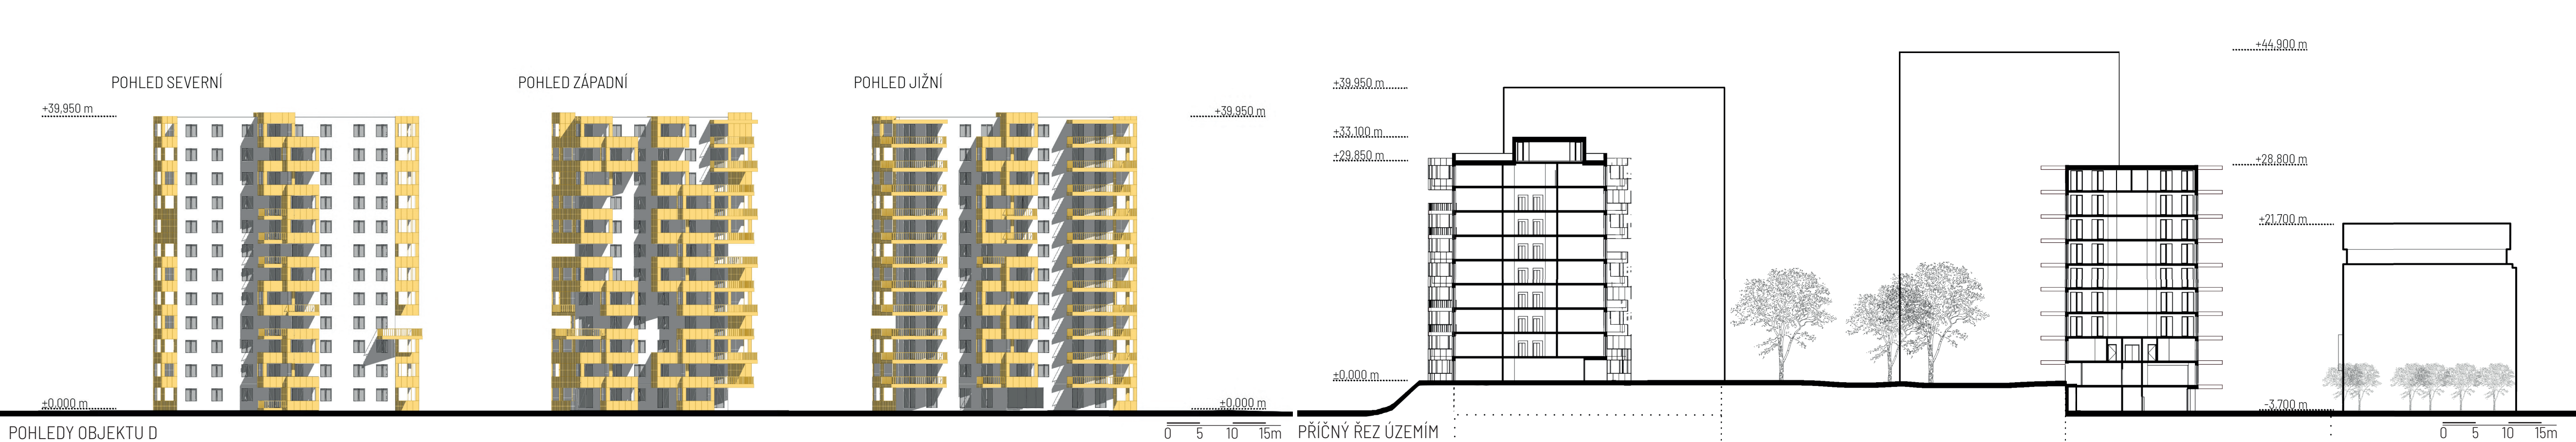 POHLED SEVERNÍ
POHLED ZÁPADNÍ
POHLED JIŽNÍ
+39,950 m
+39,950 m
±0,000 m
±0,000 m
POHLEDY OBJEKTU D
0 5 10 15m
+39,950 m
+33,100 m
+29,850 m
±0,000 m
+44,900 m
+28,800 m
+21,700 m
-3,700 m
PŘÍČNÝ ŘEZ ÚZEMÍM
0 5 10 15m